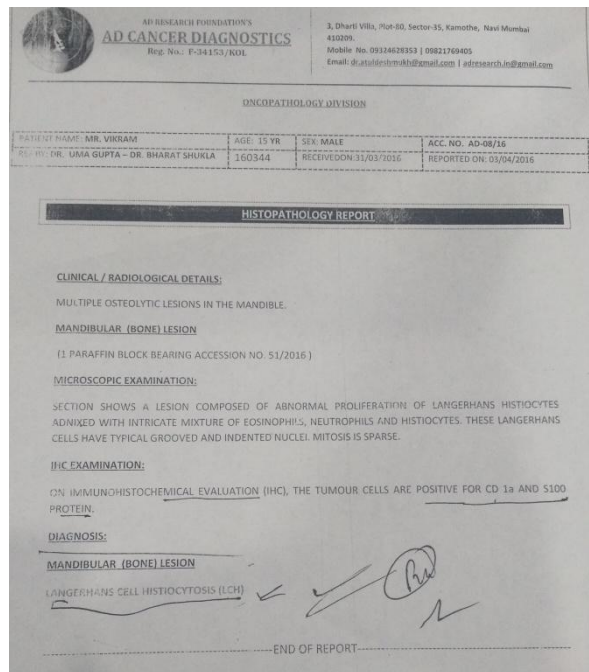 AD RESEARCH FOUNDATION'S
AD CANCER DIAGNOSTICS
Reg. No.: F-34153/KOL
3, Dharti Villa, Plot-60, Sector-35, Kamothe, Navi Mumbai
410209.
Mobile No. 09324628353 | 09821769405
Email: dr.atuldeshmukh@gmail.com | adresearch.in@gmail.com
ONCOPATHOLOGY DIVISION
PATIENT NAME: MR. VIKRAM AGE: 15 YR SEX: MALE ACC. NO. AD-08/16
DR. UMA GUPTA – DR. BHARAT SHUKLA 160344 RECEIVEDON:31/03/2016 REPORTED ON: 03/04/2016
HISTOPATHOLOGY REPORT
CLINICAL / RADIOLOGICAL DETAILS:
MULTIPLE OSTEOLYTIC LESIONS IN THE MANDIBLE.
MANDIBULAR (BONE) LESION
(1 PARAFFIN BLOCK BEARING ACCESSION NO. 51/2016 )
MICROSCOPIC EXAMINATION:
SECTION SHOWS A LESION COMPOSED OF ABNORMAL PROLIFERATION OF LANGERHANS HISTIOCYTES
ADNIXED WITH INTRICATE MIXTURE OF EOSINOPHILS, NEUTROPHILS AND HISTIOCYTES. THESE LANGERHANS
CELLS HAVE TYPICAL GROOVED AND INDENTED NUCLEI. MITOSIS IS SPARSE.
IHC EXAMINATION:
ON IMMUNOHISTOCHEMICAL EVALUATION (IHC), THE TUMOUR CELLS ARE POSITIVE FOR CD 1a AND S100
PROTEIN.
DIAGNOSIS:
MANDIBULAR (BONE) LESION
LANGERHANS CELL HISTIOCYTOSIS (LCH)
END OF REPORT